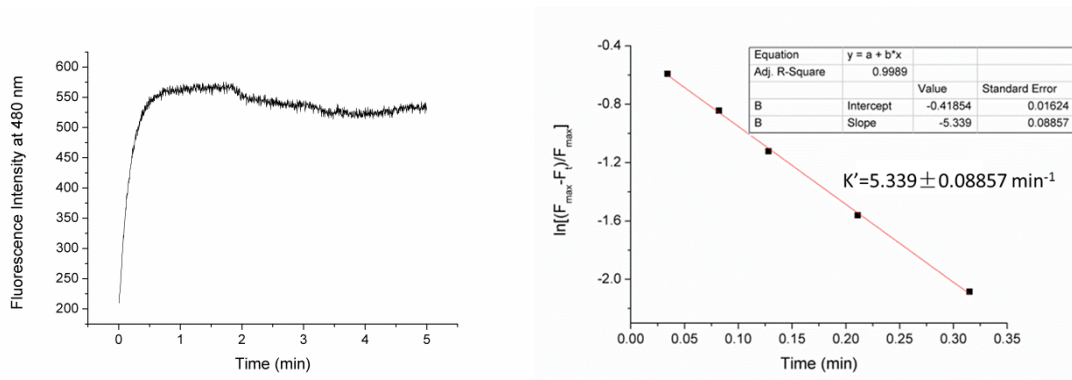 600
550
500
450
400
350
300
250
200
0 1 2 3 4 5
Fluorescence Intensity at 480 nm
Time (min)
-0.4
-0.8
-1.2
-1.6
-2.0
0.00 0.05 0.10 0.15 0.20 0.25 0.30 0.35
ln[(Fmax-Ft)/Fmax]
Time (min)
Equation y = a + b*x
Adj. R-Square 0.9989
Value Standard Error
B Intercept -0.41854 0.01624
B Slope -5.339 0.08857
K’=5.339±0.08857 min-1